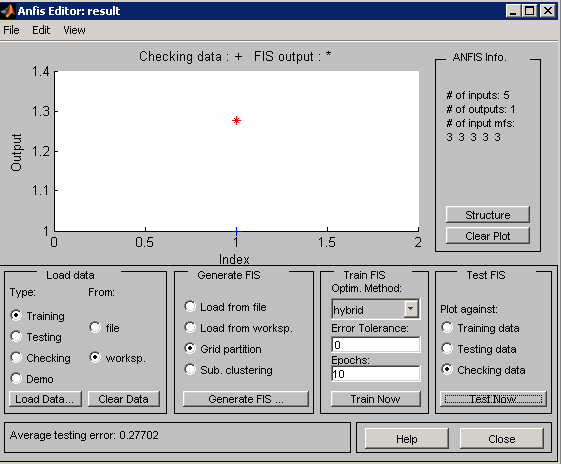 Anfis Editor: result
File Edit View
Checking data : + FIS output : *
1.4
1.3
1.2
1.1
1
Output
0 0.5 1 1.5 2
Index
ANFIS Info.
# of inputs: 5
# of outputs: 1
# of input mfs:
3 3 3 3 3
Structure
Clear Plot
Load data
Type: From:
Training
Testing
Checking
Demo
file
worksp.
Load Data... Clear Data
Generate FIS
Load from file
Load from worksp.
Grid partition
Sub. clustering
Generate FIS ...
Train FIS
Optim. Method:
hybrid
Error Tolerance:
0
Epochs:
10
Train Now
Test FIS
Plot against:
Training data
Testing data
Checking data
Test Now
Average testing error: 0.27702
Help Close